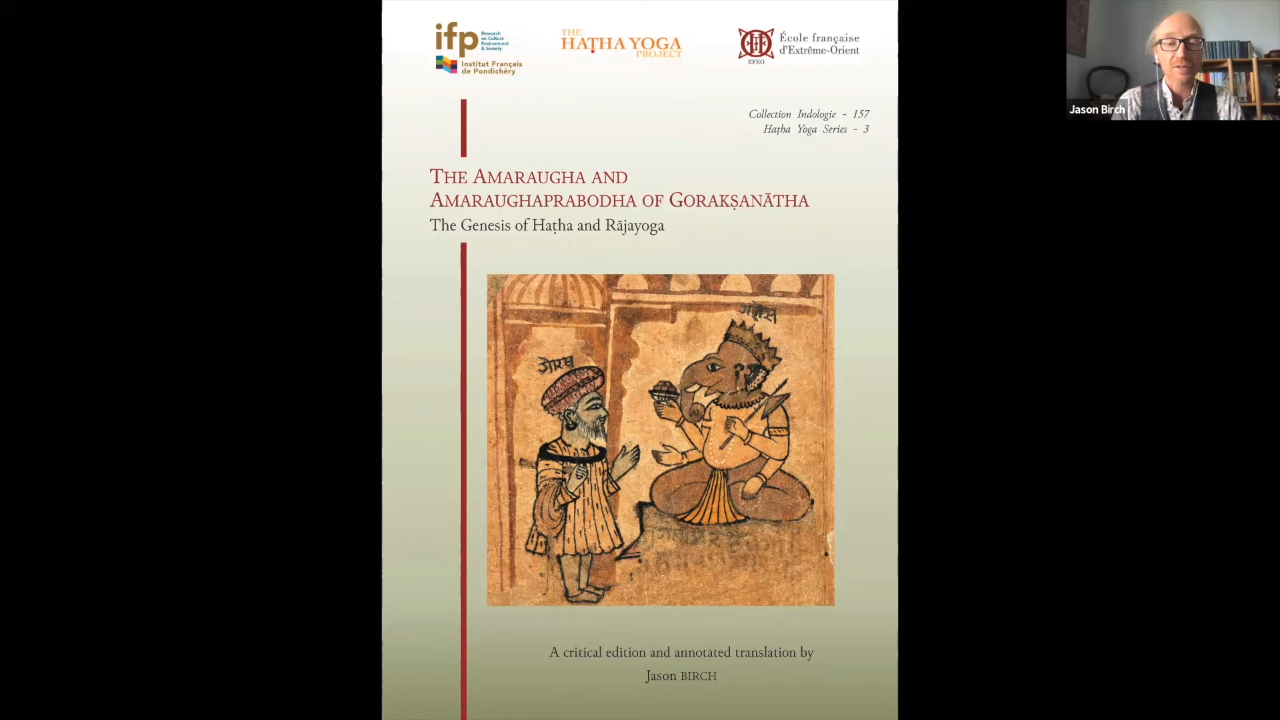 ifp
Research
on Culture
Environment
& Society
Institut Français
de Pondichéry
THE
HAṬHA YOGA
PROJECT
EFEO
École française
d'Extrême-Orient
Collection Indologie - 157
Haṭha Yoga Series - 3
THE AMARAUGHA AND
AMARAUGHAPRABODHA OF GORAKṢANĀTHA
The Genesis of Haṭha and Rājayoga
गोरष
A critical edition and annotated translation by
Jason BIRCH
Jason Birch